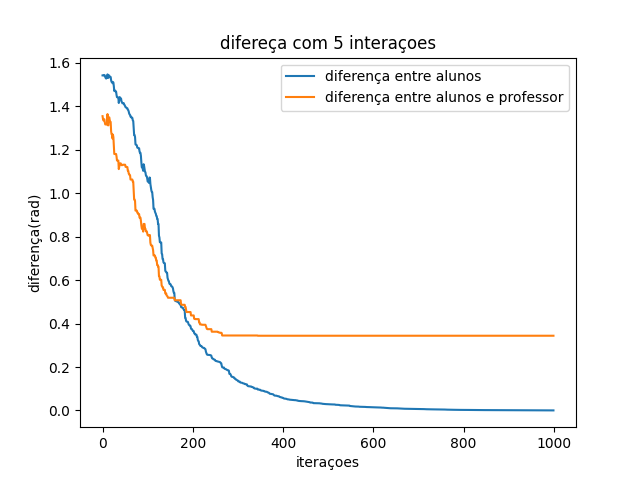 difereça com 5 interaçoes
diferença entre alunos
diferença entre alunos e professor
diferença(rad)
1.6
1.4
1.2
1.0
0.8
0.6
0.4
0.2
0.0
0 200 400 600 800 1000
iteraçoes